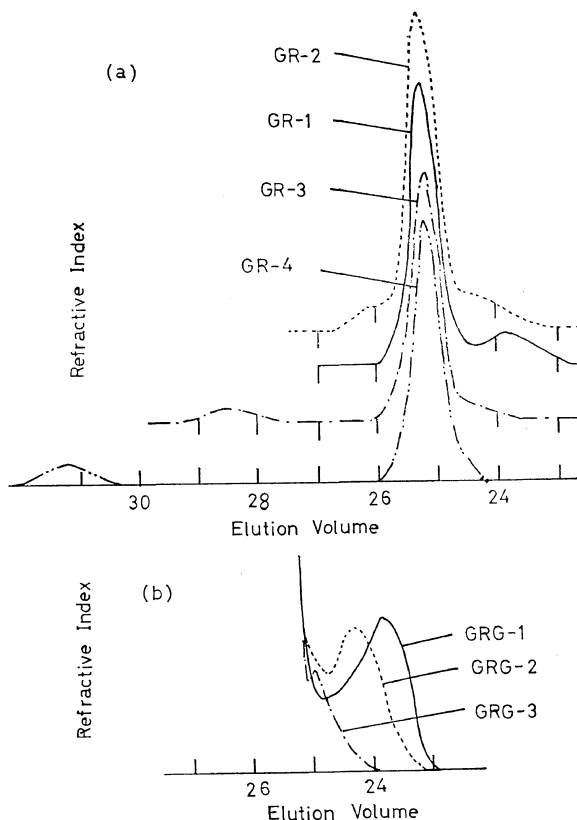 (a)
GR-2
GR-1
GR-3
GR-4
Refractive Index
30 28 26 24
Elution Volume
(b)
Refractive Index
GRG-1
GRG-2
GRG-3
26 24
Elution Volume